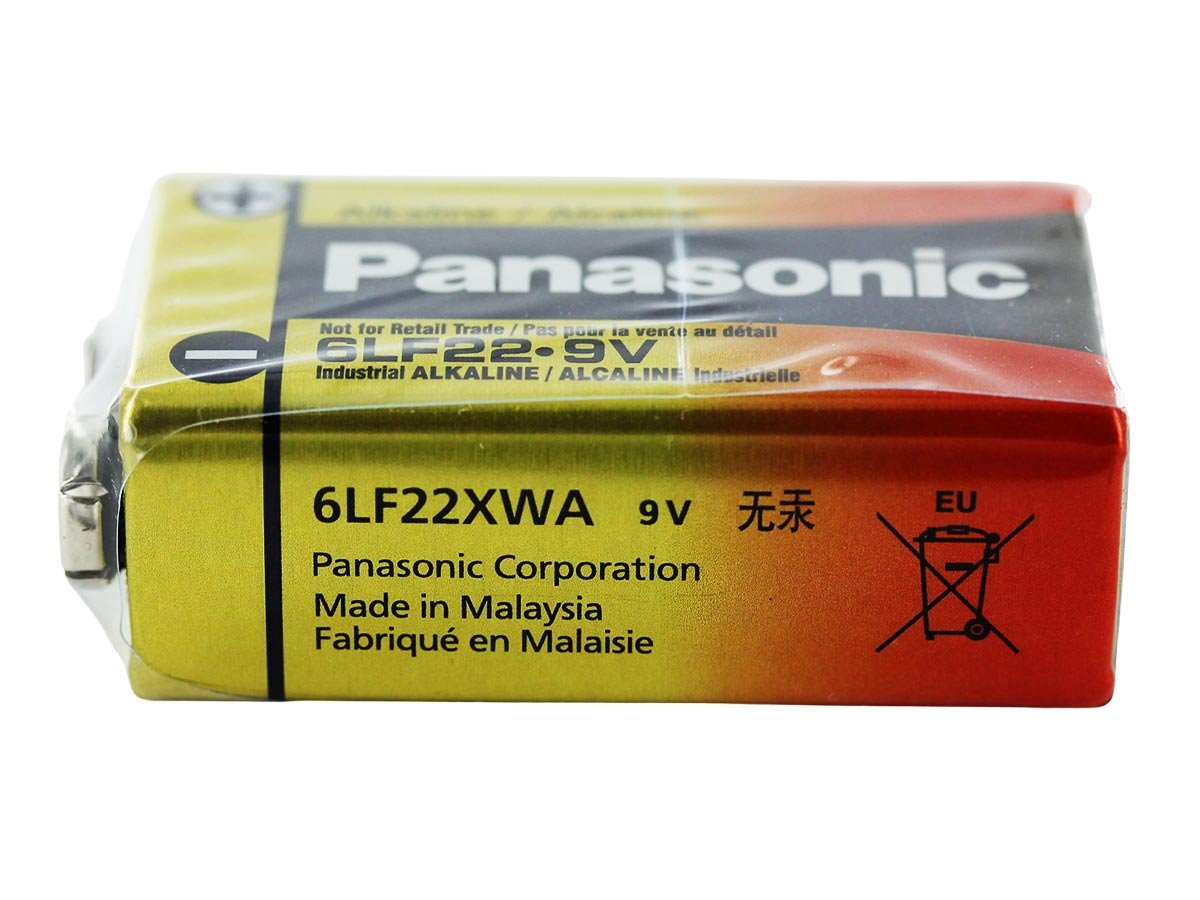 Alkaline / Alcaline
Panasonic
Not for Retail Trade / Pas pour la vente au détail
6LF22•9V
Industrial ALKALINE / ALCALINE Industrielle
6LF22XWA 9V 无汞 EU
Panasonic Corporation
Made in Malaysia
Fabriqué en Malaisie